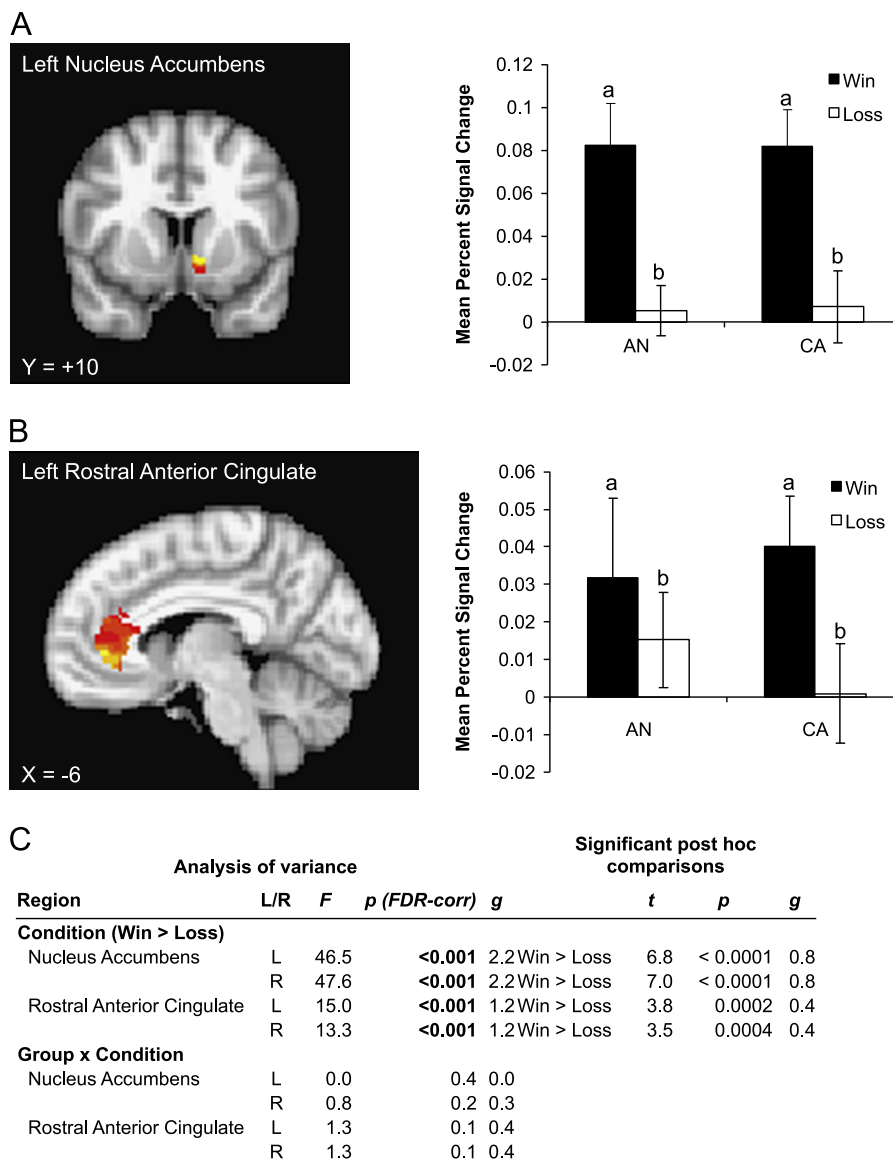 A
Left Nucleus Accumbens
Y = +10
Mean Percent Signal Change
0.12
0.1
0.08
0.06
0.04
0.02
0
-0.02
a
b
a
b
AN
CA
Win
Loss
B
Left Rostral Anterior Cingulate
X = -6
Mean Percent Signal Change
0.06
0.05
0.04
0.03
0.02
0.01
0
-0.01
-0.02
a
b
a
b
AN
CA
Win
Loss
C
Analysis of variance
Significant post hoc
comparisons
Region L/R F p (FDR-corr) g t p g
Condition (Win > Loss)
Nucleus Accumbens L 46.5 <0.001 2.2 Win > Loss 6.8 < 0.0001 0.8
R 47.6 <0.001 2.2 Win > Loss 7.0 < 0.0001 0.8
Rostral Anterior Cingulate L 15.0 <0.001 1.2 Win > Loss 3.8 0.0002 0.4
R 13.3 <0.001 1.2 Win > Loss 3.5 0.0004 0.4
Group x Condition
Nucleus Accumbens L 0.0 0.4 0.0
R 0.8 0.2 0.3
Rostral Anterior Cingulate L 1.3 0.1 0.4
R 1.3 0.1 0.4